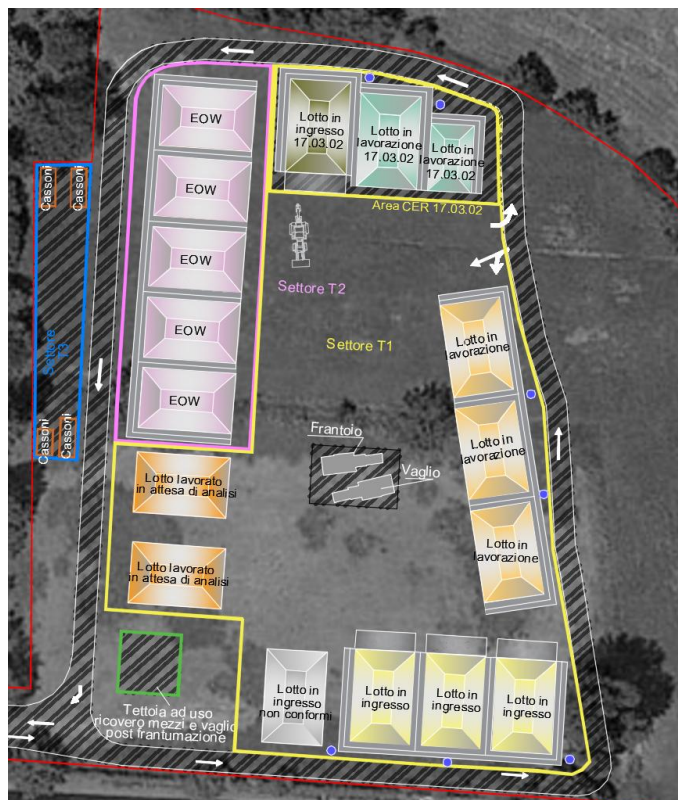 EOW
Lotto in
ingresso
17.03.02
Lotto in
lavorazione
17.03.02
Lotto in
lavorazione
17.03.02
Area CER 17.03.02
Cassoni
Cassoni
EOW
EOW
Settore T2
EOW
Settore T1
Settore
T3
Lotto in
lavorazione
EOW
Cassoni
Cassoni
Frantoio
Vaglio
Lotto in
lavorazione
Lotto lavorato
in attesa di analisi
Lotto in
lavorazione
Lotto lavorato
in attesa di analisi
Tettoia ad uso
ricovero mezzi e vaglio
post frantumazione
Lotto in
ingresso
non conformi
Lotto in
ingresso
Lotto in
ingresso
Lotto in
ingresso